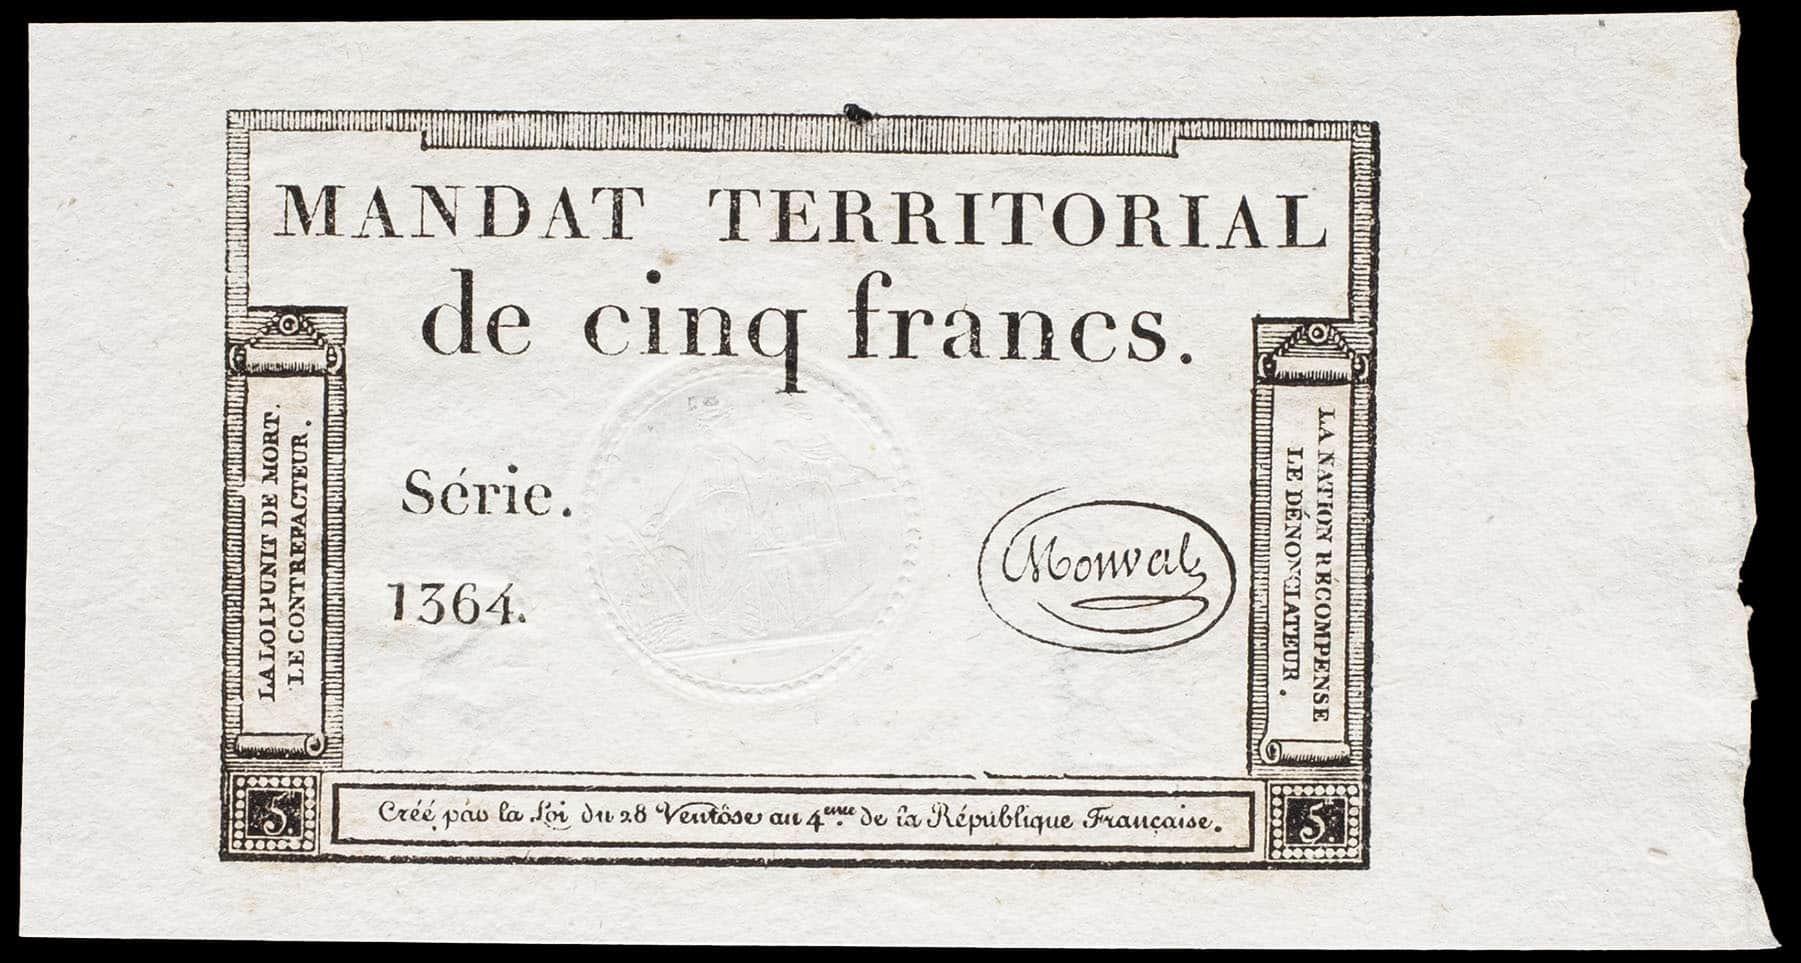 MANDAT TERRITORIAL
de cinq francs.
Série.
1364.
Monval
LA LOI PUNIT DE MORT.
LE CONTREFACTEUR.
LA NATION RÉCOMPENSE
LE DÉNONCIATEUR.
5.
Créé par la Loi du 28 Ventôse an 4.eme de la République Française.
5.